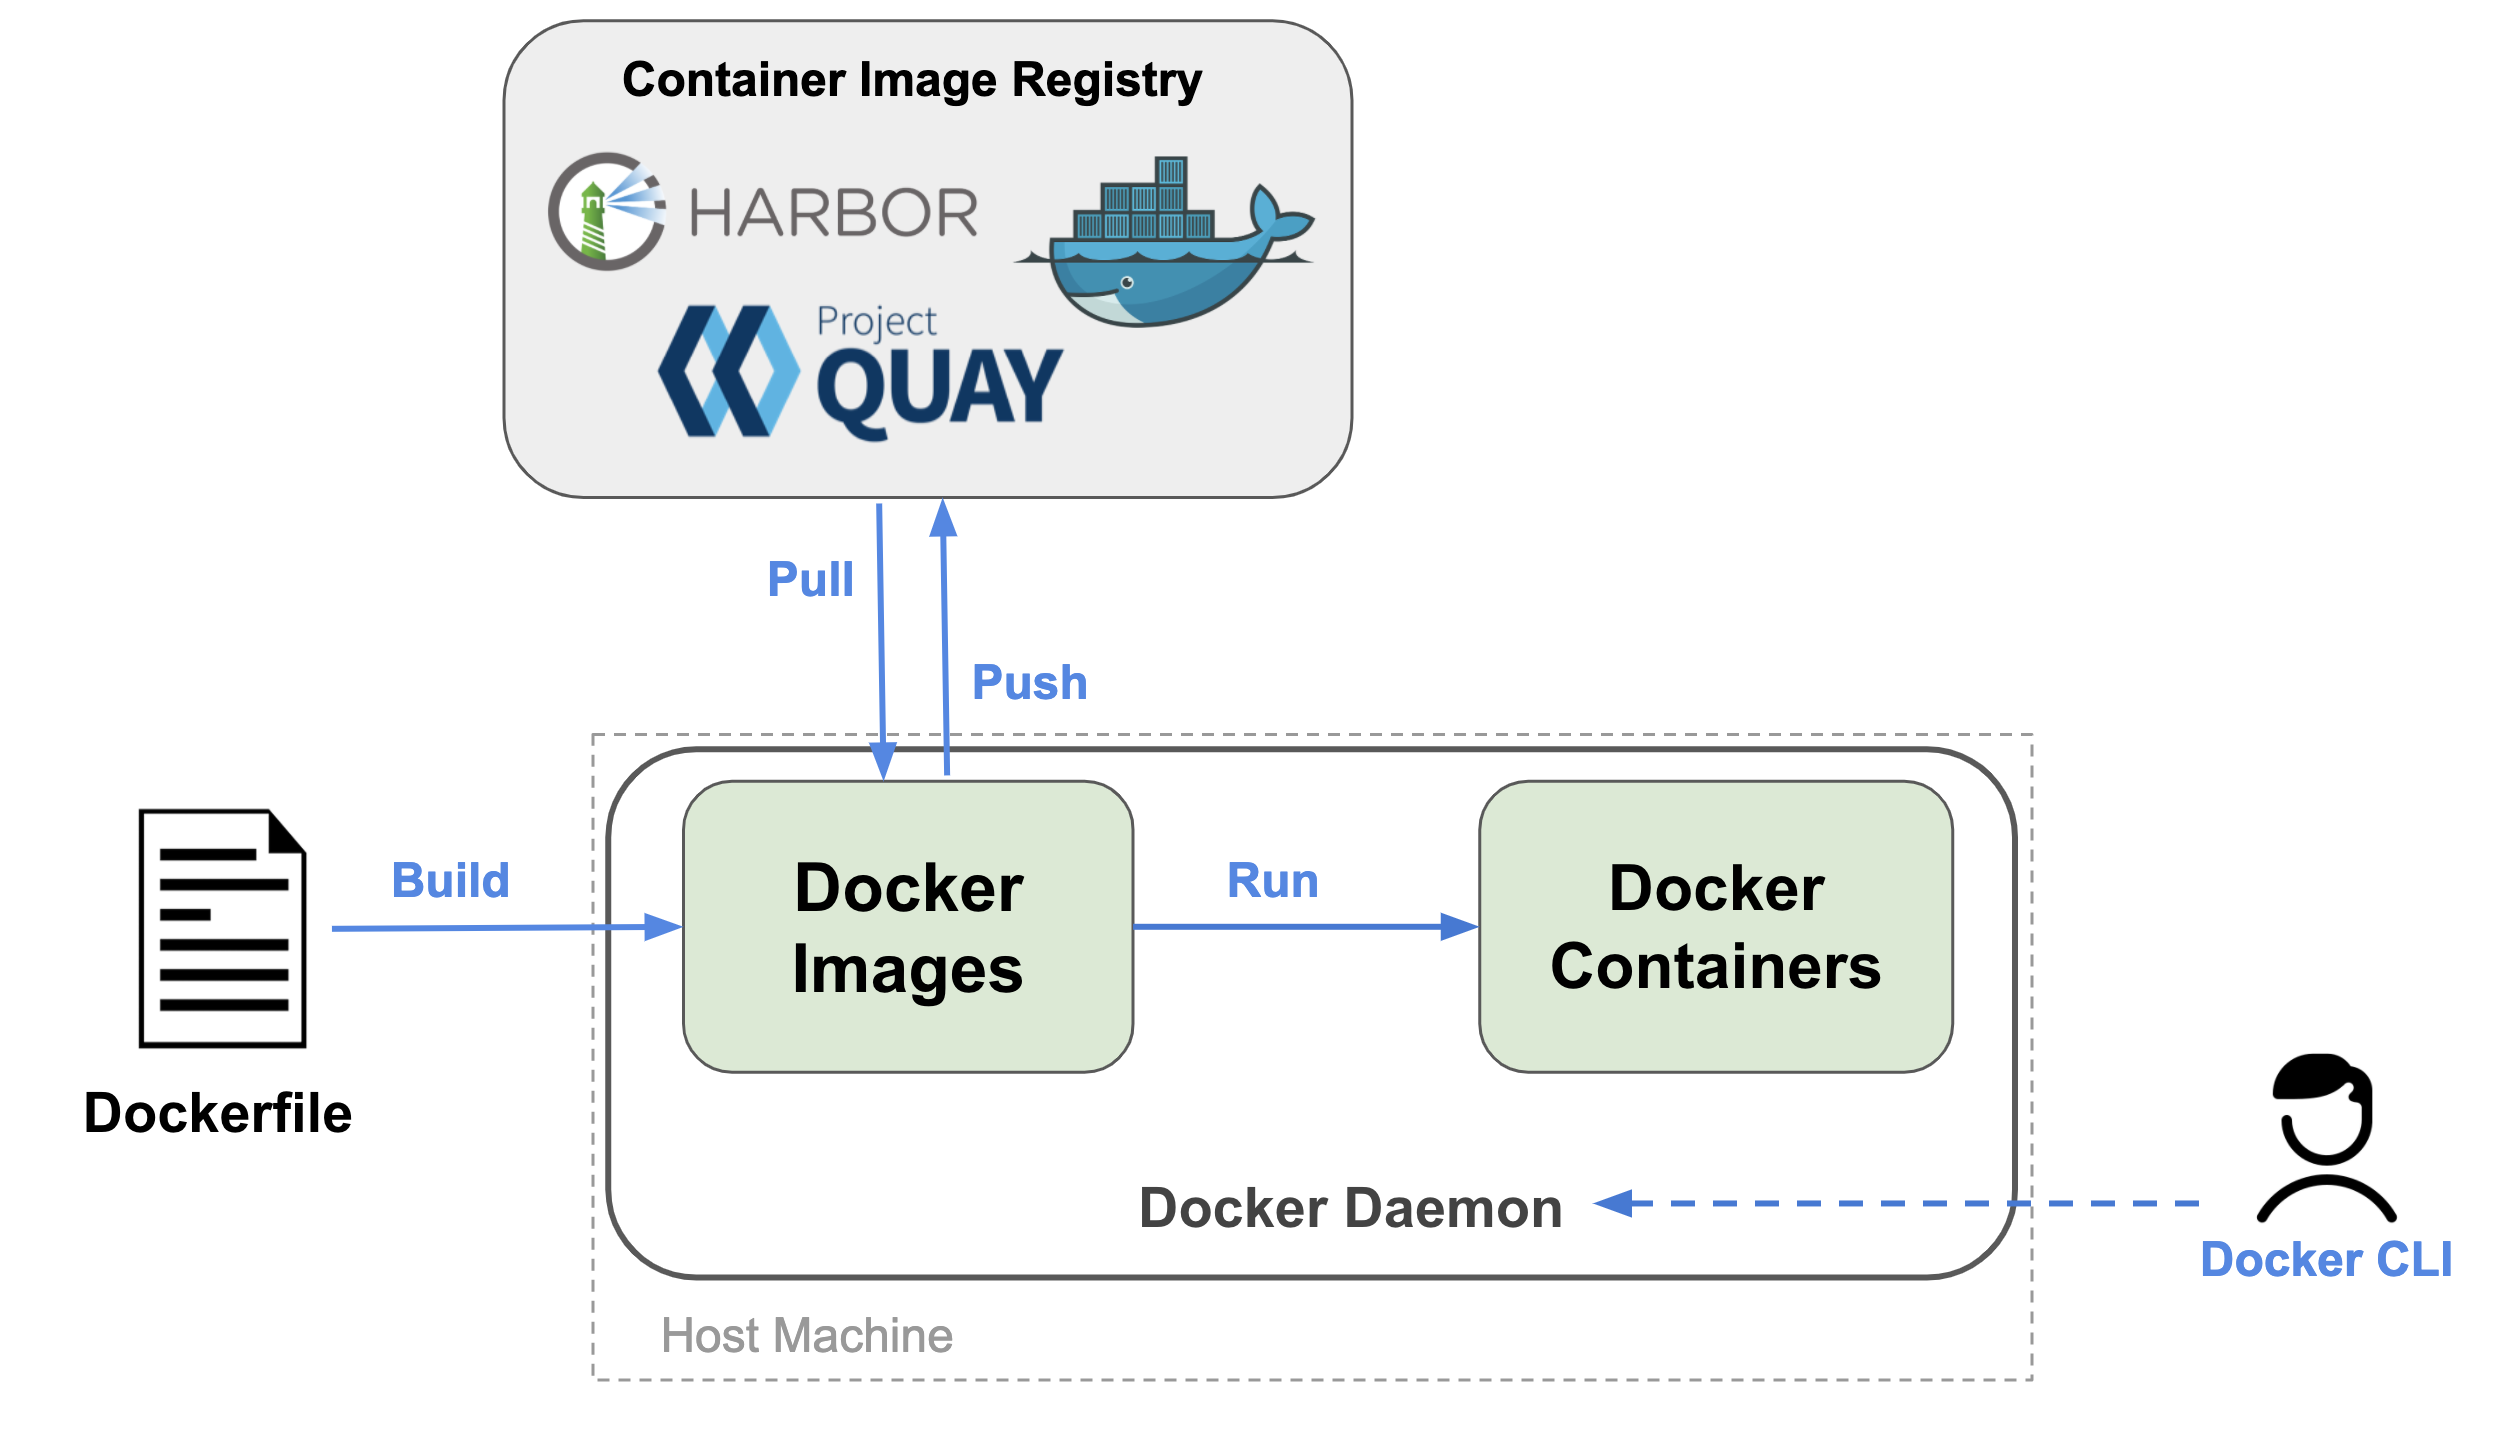 Container Image Registry
HARBOR
Project
QUAY
Pull
Push
Build
Docker
Images
Run
Docker
Containers
Dockerfile
Docker Daemon
Docker CLI
Host Machine